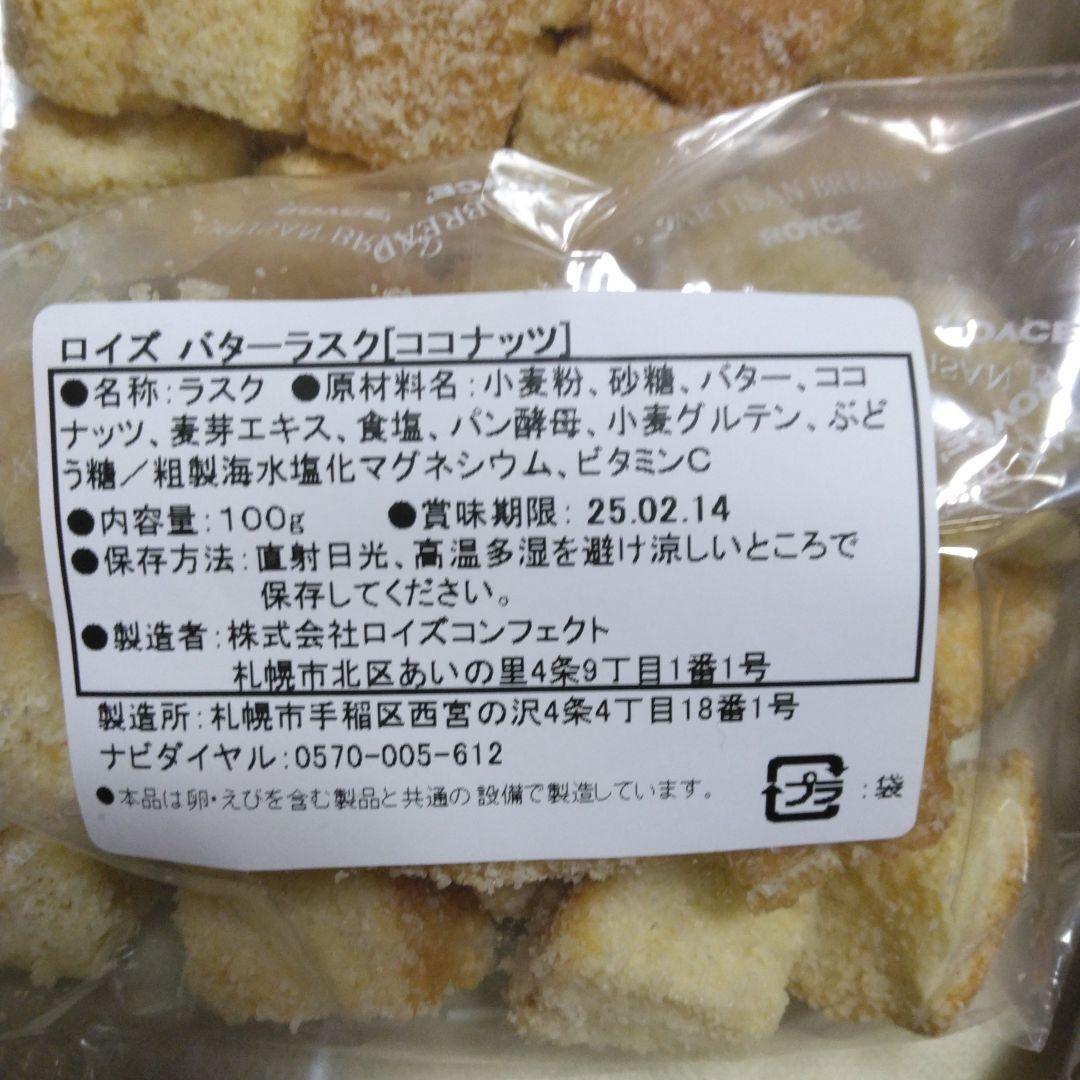 ARTISAN BREAD
ROYCE'
ロイズ バターラスク[ココナッツ]
●名称:ラスク ●原材料名:小麦粉、砂糖、バター、ココ
ナッツ、麦芽エキス、食塩、パン酵母、小麦グルテン、ぶど
う糖/粗製海水塩化マグネシウム、ビタミンC
●内容量:100g ●賞味期限: 25.02.14
●保存方法:直射日光、高温多湿を避け涼しいところで
保存してください。
●製造者:株式会社ロイズコンフェクト
札幌市北区あいの里4条9丁目1番1号
製造所:札幌市手稲区西宮の沢4条4丁目18番1号
ナビダイヤル:0570-005-612
●本品は卵・えびを含む製品と共通の設備で製造しています。
プラ :袋